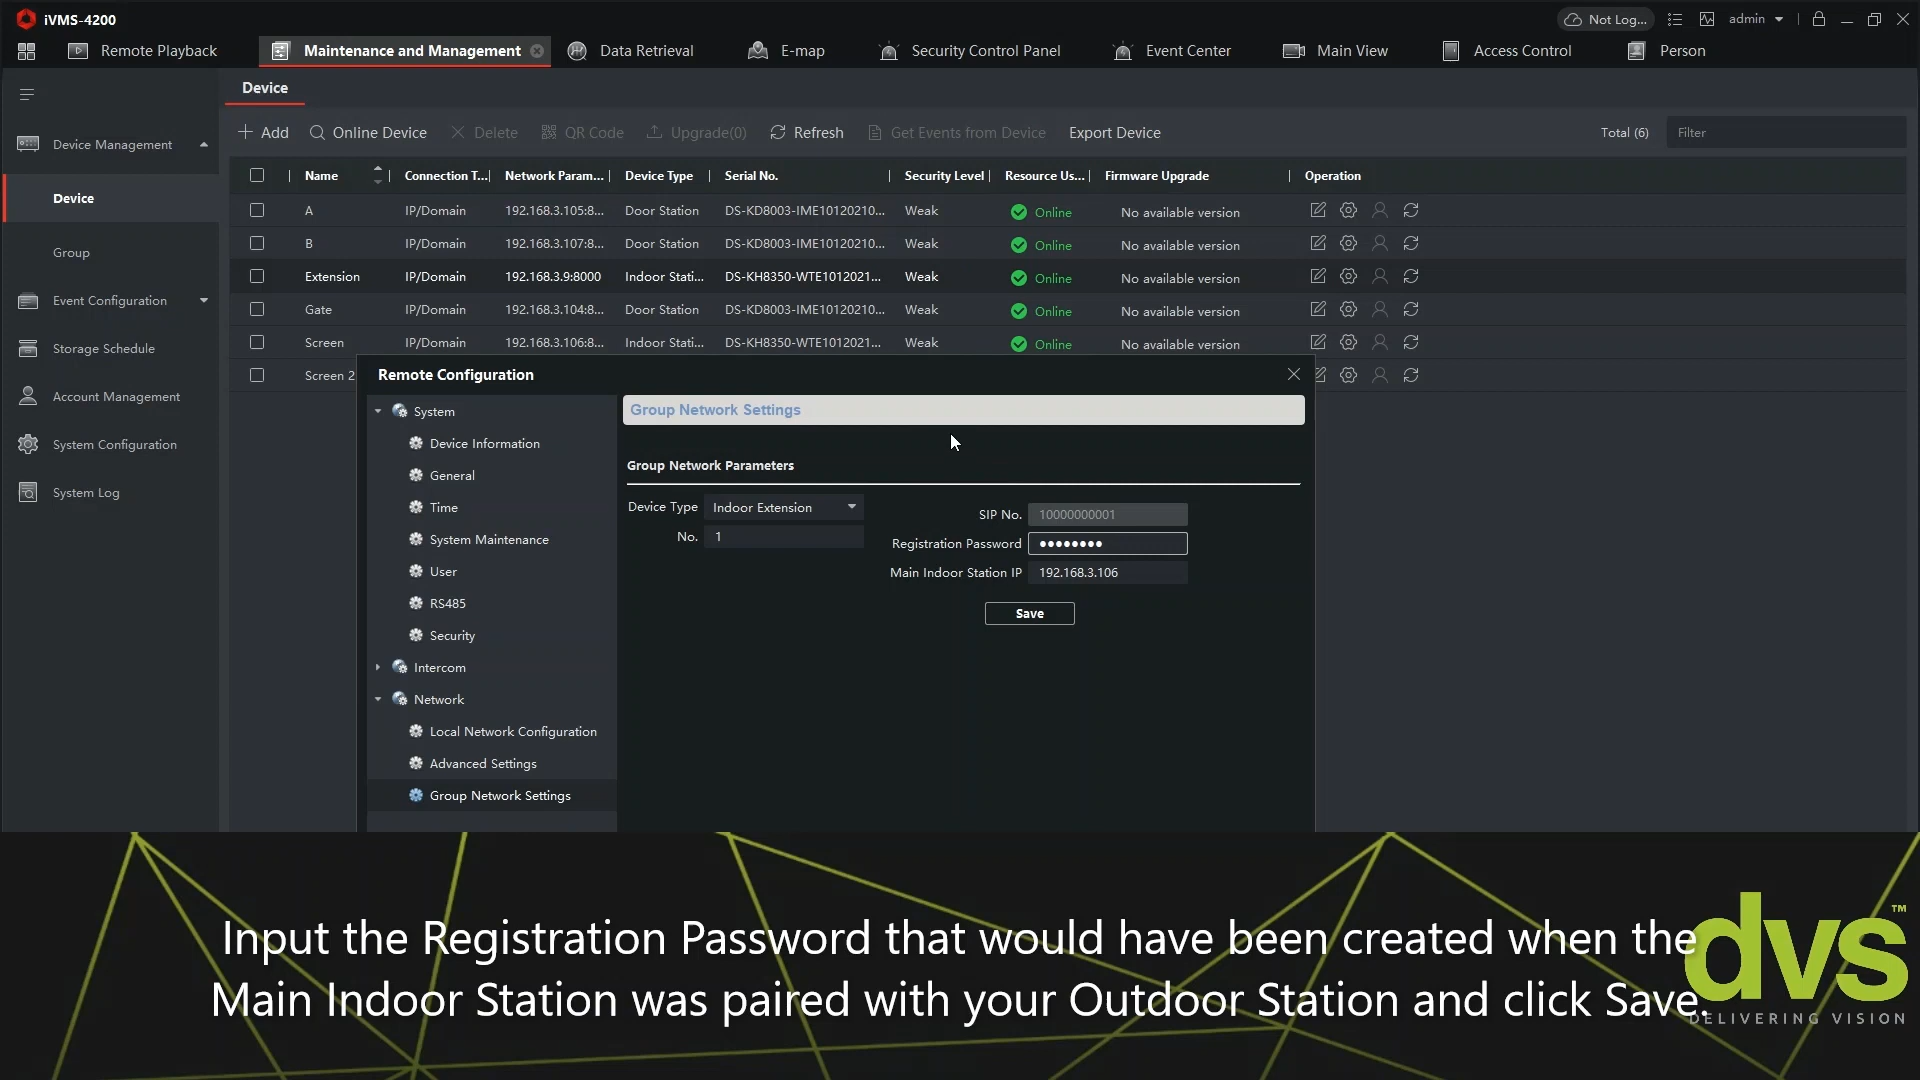 iVMS-4200
Not Log...
admin
Remote Playback
Maintenance and Management
Data Retrieval
E-map
Security Control Panel
Event Center
Main View
Access Control
Person
Device
Device Management
Device
Group
Event Configuration
Storage Schedule
Account Management
System Configuration
System Log
Add
Online Device
Delete
QR Code
Upgrade(0)
Refresh
Get Events from Device
Export Device
Total (6)
Filter
Name | Connection T...| Network Param... | Device Type | Serial No. | Security Level | Resource Us... | Firmware Upgrade | Operation
A IP/Domain 192.168.3.105:8... Door Station DS-KD8003-IME10120210... Weak Online No available version
B IP/Domain 192.168.3.107:8... Door Station DS-KD8003-IME10120210... Weak Online No available version
Extension IP/Domain 192.168.3.9:8000 Indoor Stati... DS-KH8350-WTE1012021... Weak Online No available version
Gate IP/Domain 192.168.3.104:8... Door Station DS-KD8003-IME10120210... Weak Online No available version
Screen IP/Domain 192.168.3.106:8... Indoor Stati... DS-KH8350-WTE1012021... Weak Online No available version
Screen 2
Remote Configuration
System
Device Information
General
Time
System Maintenance
User
RS485
Security
Intercom
Network
Local Network Configuration
Advanced Settings
Group Network Settings
Group Network Settings
Group Network Parameters
Device Type Indoor Extension
No. 1
SIP No. 10000000001
Registration Password ●●●●●●●●
Main Indoor Station IP 192.168.3.106
Save
Input the Registration Password that would have been created when the
Main Indoor Station was paired with your Outdoor Station and click Save.
dvs™
DELIVERING VISION